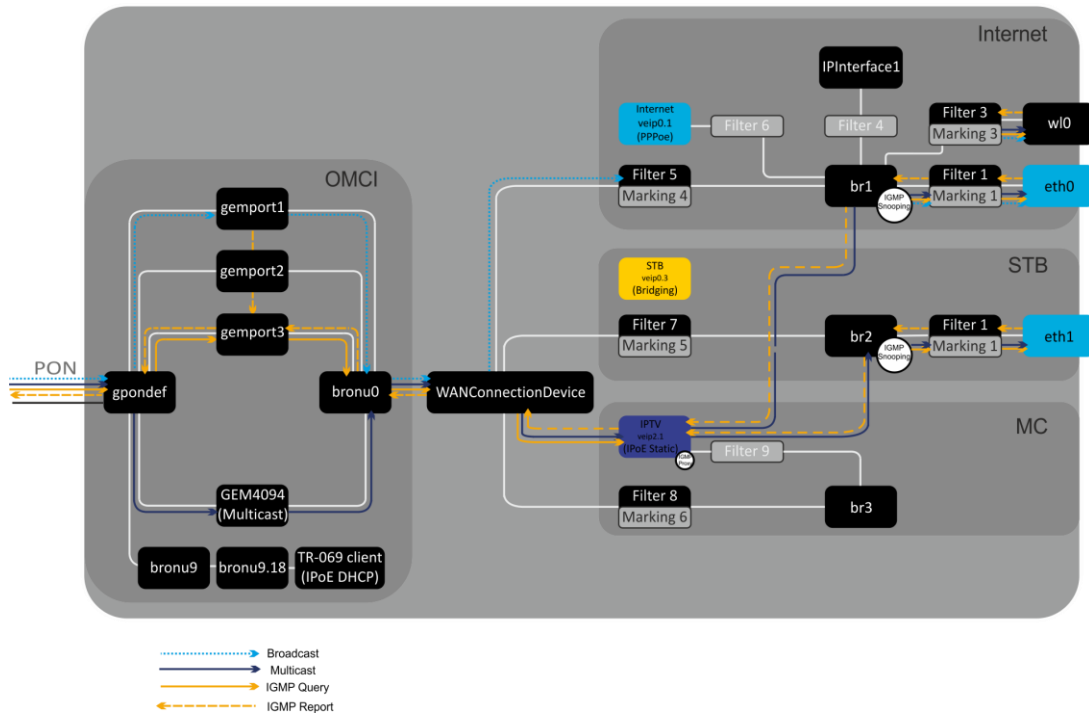 Internet
IPInterface1
Internet
veip0.1
(PPPoe)
Filter 6
Filter 4
Filter 3
Marking 3
wl0
Filter 5
Marking 4
br1
IGMP
Snooping
Filter 1
Marking 1
eth0
OMCI
gemport1
gemport2
gemport3
STB
STB
veip0.3
(Bridging)
Filter 7
Marking 5
br2
IGMP
Snooping
Filter 1
Marking 1
eth1
PON
gpondef
bronu0
WANConnectionDevice
MC
IPTV
veip2.1
(IPoE Static)
IGMP
Proxy
Filter 9
Filter 8
Marking 6
br3
GEM4094
(Multicast)
bronu9
bronu9.18
TR-069 client
(IPoE DHCP)
Broadcast
Multicast
IGMP Query
IGMP Report